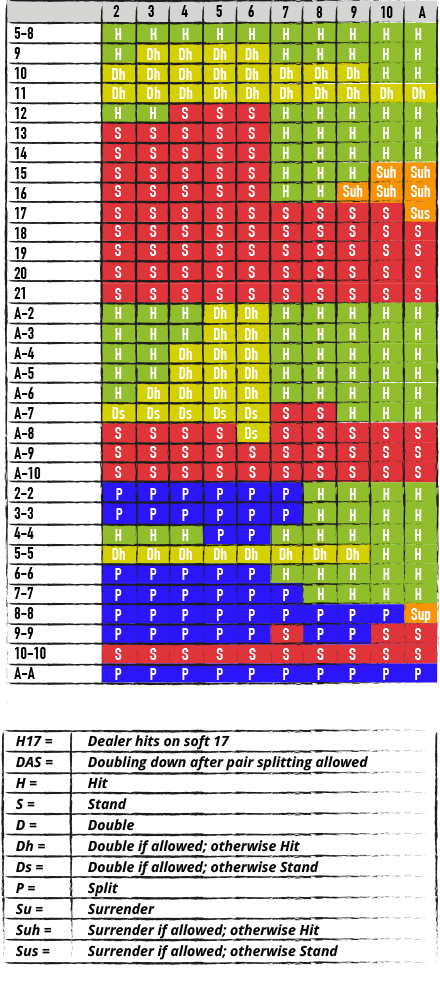 2 3 4 5 6 7 8 9 10 A
5-8 H H H H H H H H H H
9 H Dh Dh Dh Dh H H H H H
10 Dh Dh Dh Dh Dh Dh Dh Dh H H
11 Dh Dh Dh Dh Dh Dh Dh Dh Dh Dh
12 H H S S S H H H H H
13 S S S S S H H H H H
14 S S S S S H H H H H
15 S S S S S H H H Suh Suh
16 S S S S S H H Suh Suh Suh
17 S S S S S S S S S Sus
18 S S S S S S S S S S
19 S S S S S S S S S S
20 S S S S S S S S S S
21 S S S S S S S S S S
A-2 H H H Dh Dh H H H H H
A-3 H H H Dh Dh H H H H H
A-4 H H Dh Dh Dh H H H H H
A-5 H H Dh Dh Dh H H H H H
A-6 H Dh Dh Dh Dh H H H H H
A-7 Ds Ds Ds Ds Ds S S H H H
A-8 S S S S Ds S S S S S
A-9 S S S S S S S S S S
A-10 S S S S S S S S S S
2-2 P P P P P P H H H H
3-3 P P P P P P H H H H
4-4 H H H P P H H H H H
5-5 Dh Dh Dh Dh Dh Dh Dh Dh H H
6-6 P P P P P H H H H H
7-7 P P P P P P H H H H
8-8 P P P P P P P P P Sup
9-9 P P P P P S P P S S
10-10 S S S S S S S S S S
A-A P P P P P P P P P P
H17 = Dealer hits on soft 17
DAS = Doubling down after pair splitting allowed
H = Hit
S = Stand
D = Double
Dh = Double if allowed; otherwise Hit
Ds = Double if allowed; otherwise Stand
P = Split
Su = Surrender
Suh = Surrender if allowed; otherwise Hit
Sus = Surrender if allowed; otherwise Stand